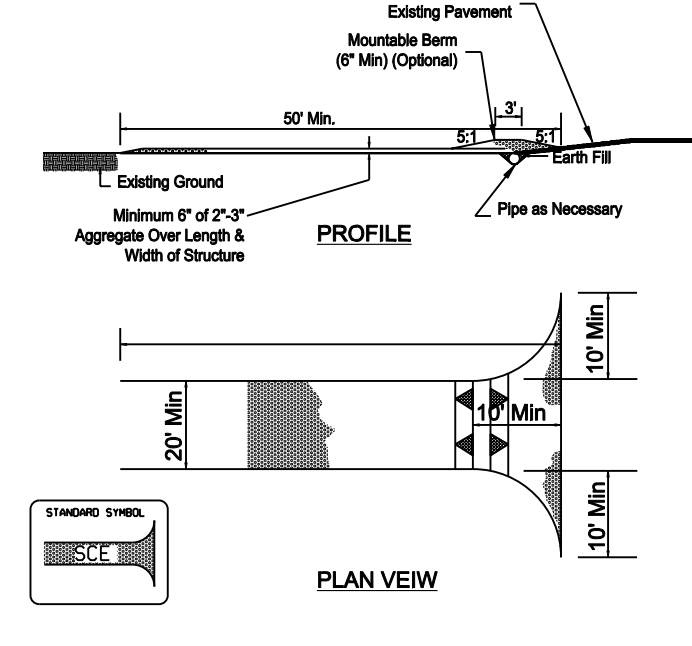 Existing Pavement
Mountable Berm
(6" Min) (Optional)
3'
50' Min.
5:1
5:1
Earth Fill
Existing Ground
Pipe as Necessary
Minimum 6" of 2"-3"
Aggregate Over Length &
Width of Structure
PROFILE
10' Min
20' Min
10' Min
10' Min
STANDARD SYMBOL
SCE
PLAN VEIW